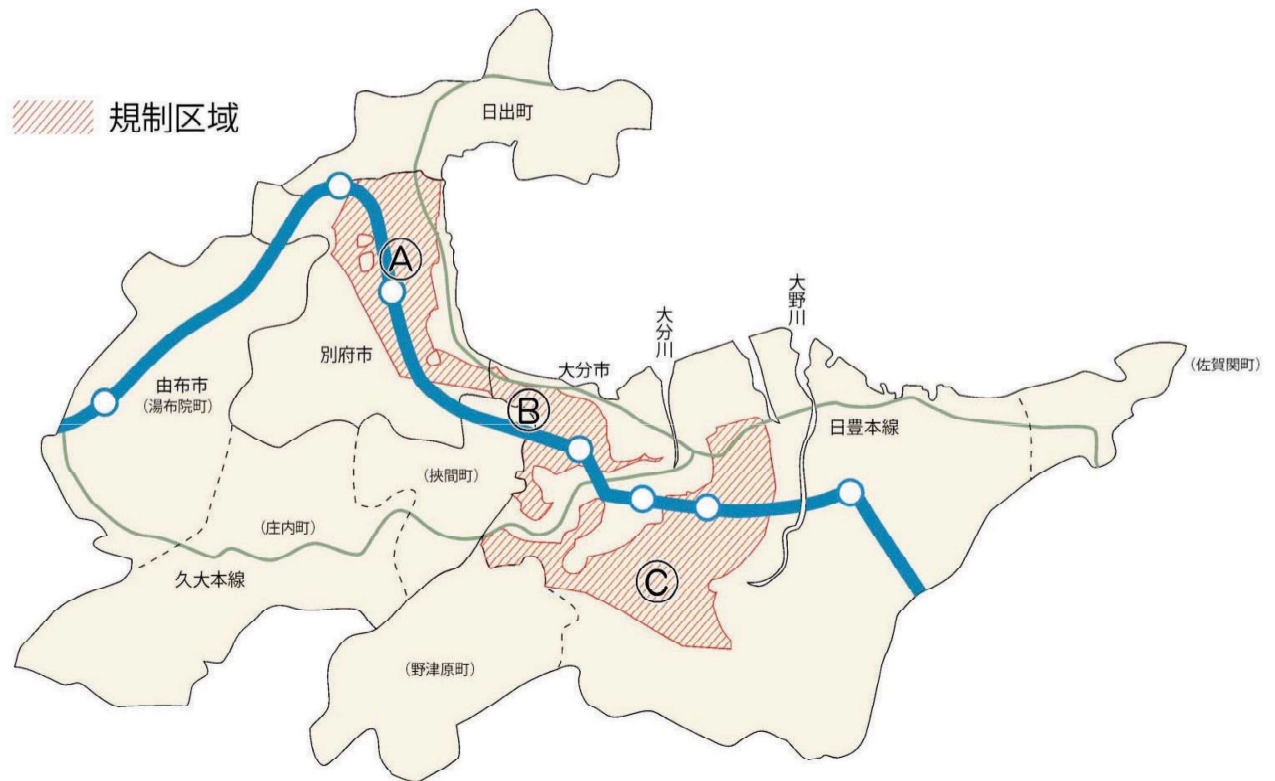 規制区域
日出町
A
別府市
由布市
(湯布院町)
大分市
大分川
大野川
(佐賀関町)
B
日豊本線
(挾間町)
(庄内町)
久大本線
C
(野津原町)